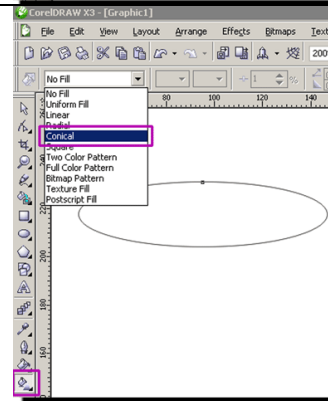 CorelDRAW X3 - [Graphic1]
File Edit View Layout Arrange Effects Bitmaps Text
200
No Fill
1 %
No Fill
Uniform Fill
Linear
Radial
Conical
Square
Two Color Pattern
Full Color Pattern
Bitmap Pattern
Texture Fill
Postscript Fill
80 100 120 140
240
220
200
180
160